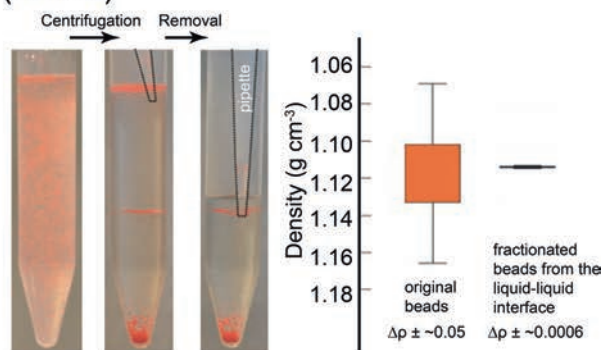 Centrifugation Removal
pipette
Density (g cm⁻³)
1.06
1.08
1.10
1.12
1.14
1.16
1.18
original
beads
Δρ ± ~0.05
fractionated
beads from the
liquid-liquid
interface
Δρ ± ~0.0006